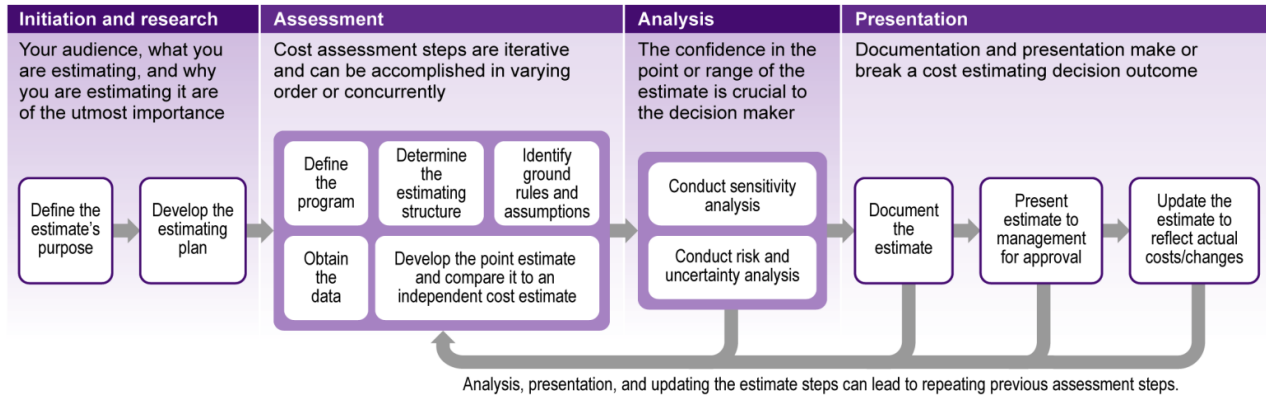 Initiation and research
Your audience, what you
are estimating, and why
you are estimating it are
of the utmost importance
Define the
estimate's
purpose
Develop the
estimating
plan
Assessment
Cost assessment steps are iterative
and can be accomplished in varying
order or concurrently
Define
the
program
Determine
the
estimating
structure
Identify
ground
rules and
assumptions
Obtain
the
data
Develop the point estimate
and compare it to an
independent cost estimate
Analysis
The confidence in the
point or range of the
estimate is crucial to
the decision maker
Conduct sensitivity
analysis
Conduct risk and
uncertainty analysis
Presentation
Documentation and presentation make or
break a cost estimating decision outcome
Document
the
estimate
Present
estimate to
management
for approval
Update the
estimate to
reflect actual
costs/changes
Analysis, presentation, and updating the estimate steps can lead to repeating previous assessment steps.